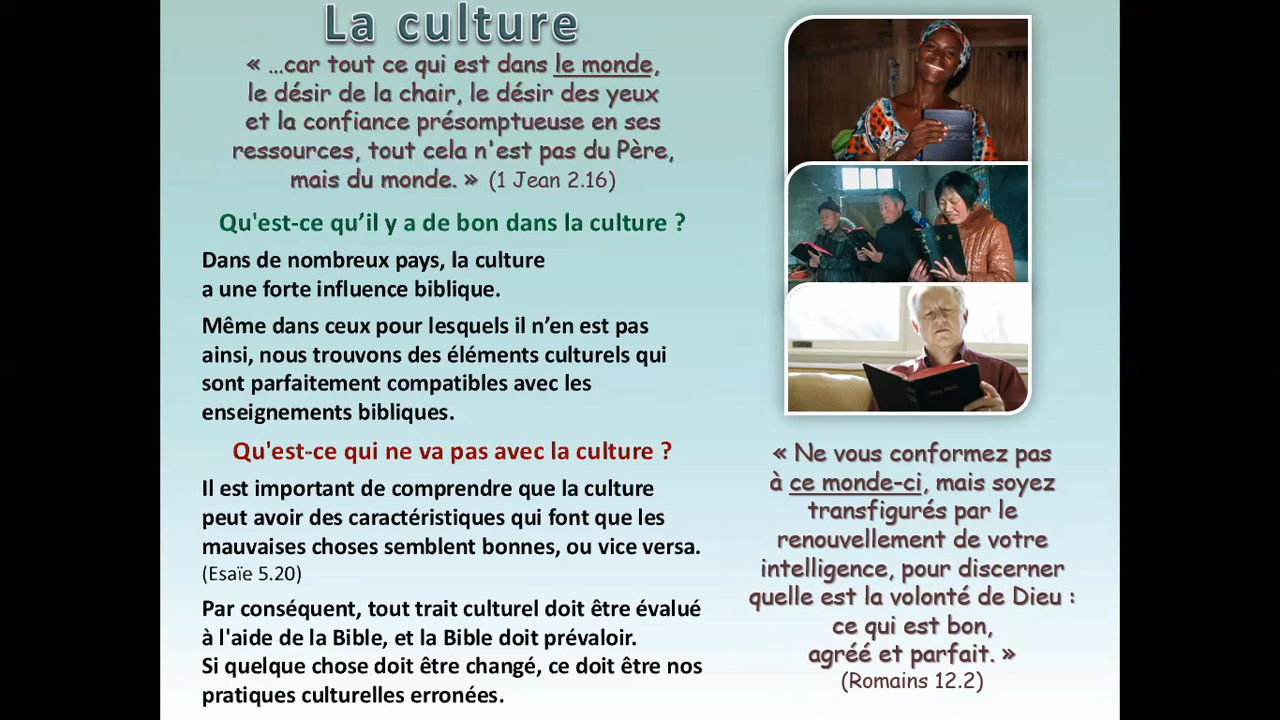 La culture
« …car tout ce qui est dans le monde,
le désir de la chair, le désir des yeux
et la confiance présomptueuse en ses
ressources, tout cela n'est pas du Père,
mais du monde. » (1 Jean 2.16)
Qu'est-ce qu’il y a de bon dans la culture ?
Dans de nombreux pays, la culture
a une forte influence biblique.
Même dans ceux pour lesquels il n’en est pas
ainsi, nous trouvons des éléments culturels qui
sont parfaitement compatibles avec les
enseignements bibliques.
Qu'est-ce qui ne va pas avec la culture ?
Il est important de comprendre que la culture
peut avoir des caractéristiques qui font que les
mauvaises choses semblent bonnes, ou vice versa.
(Esaïe 5.20)
Par conséquent, tout trait culturel doit être évalué
à l'aide de la Bible, et la Bible doit prévaloir.
Si quelque chose doit être changé, ce doit être nos
pratiques culturelles erronées.
« Ne vous conformez pas
à ce monde-ci, mais soyez
transfigurés par le
renouvellement de votre
intelligence, pour discerner
quelle est la volonté de Dieu :
ce qui est bon,
agréé et parfait. »
(Romains 12.2)